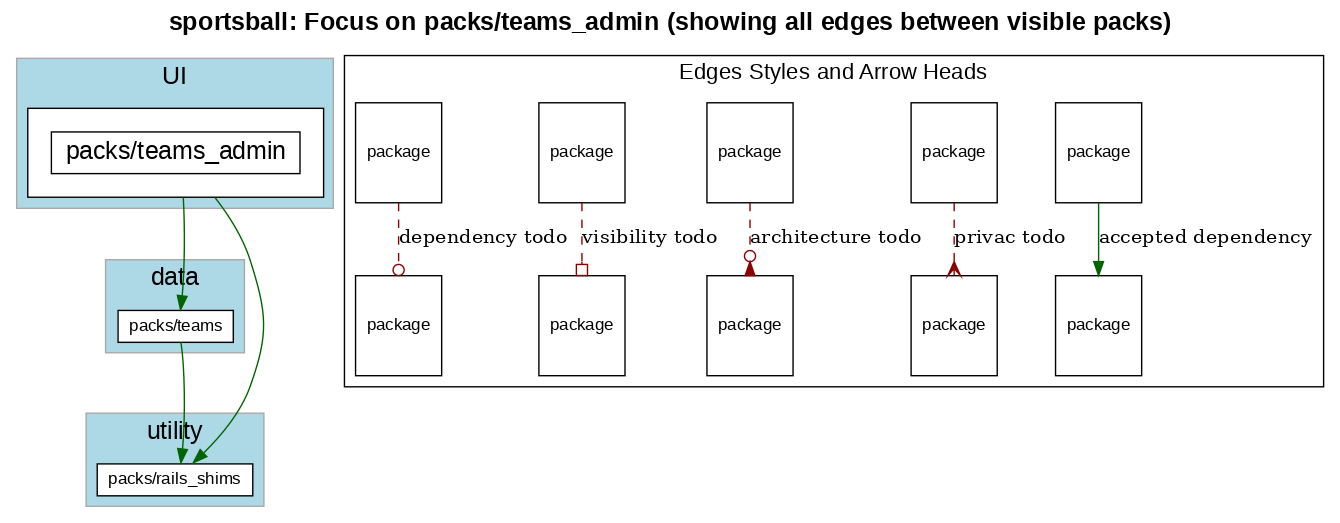 sportsball: Focus on packs/teams_admin (showing all edges between visible packs)
UI
packs/teams_admin
data
packs/teams
utility
packs/rails_shims
Edges Styles and Arrow Heads
package
package
package
package
package
dependency todo
visibility todo
architecture todo
privac todo
accepted dependency
package
package
package
package
package